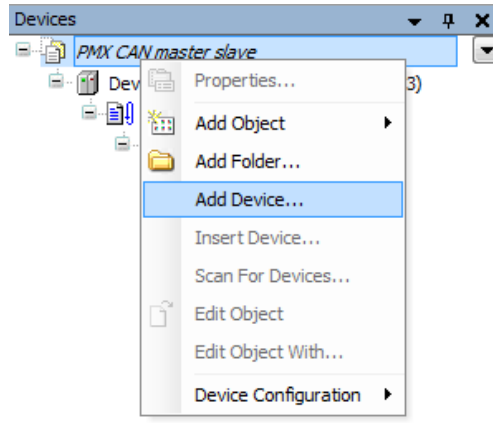 Devices
PMX CAN master slave
Dev 3)
Properties...
Add Object
Add Folder...
Add Device...
Insert Device...
Scan For Devices...
Edit Object
Edit Object With...
Device Configuration